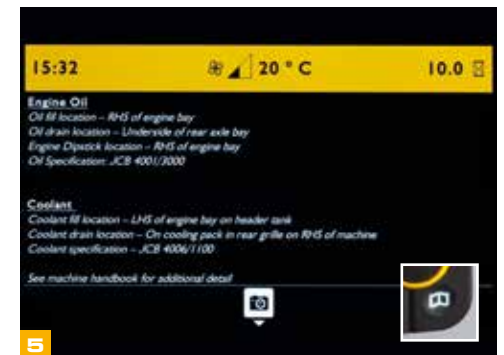 15:32 20 ° C 10.0
Engine Oil
Oil fill location – RHS of engine bay
Oil drain location – Underside of rear axle bay
Engine Dipstick location – RHS of engine bay
Oil Specification: JCB 4001/3000
Coolant
Coolant fill location – LHS of engine bay on header tank
Coolant drain location – On cooling pack in rear grille on RHS of machine
Coolant specification – JCB 4006/1100
See machine handbook for additional detail
5